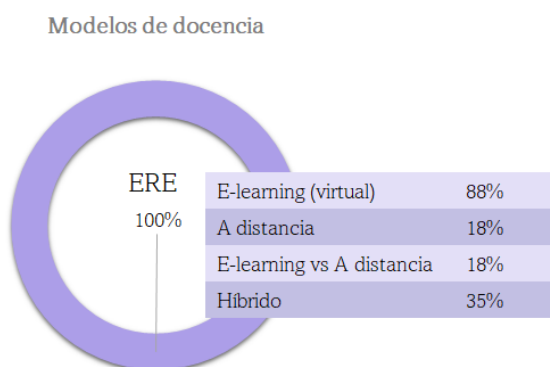 Modelos de docencia
ERE
100%
E-learning (virtual) 88%
A distancia 18%
E-learning vs A distancia 18%
Híbrido 35%